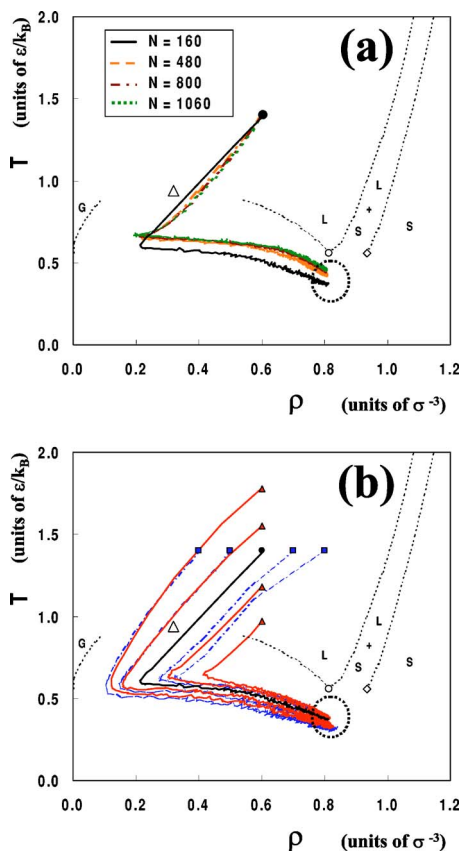 2.0
(units of ε/kB)
N = 160
N = 480
N = 800
N = 1060
(a)
1.5
T
1.0
G
L
L
+
S
S
0.5
0.0
0.0 0.2 0.4 0.6 0.8 1.0 1.2
ρ (units of σ -3)
2.0
(units of ε/kB)
(b)
1.5
T
1.0
G
L
L
+
S
S
0.5
0.0
0.0 0.2 0.4 0.6 0.8 1.0 1.2
ρ (units of σ -3)